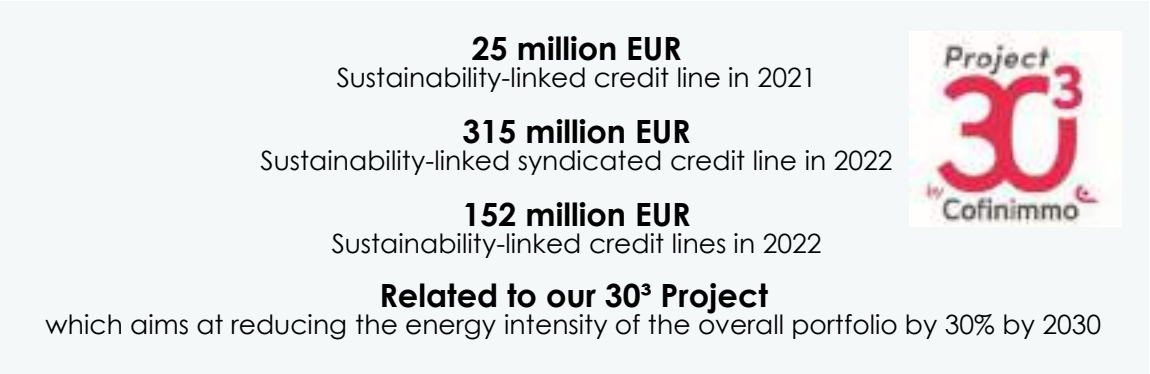 25 million EUR
Sustainability-linked credit line in 2021
315 million EUR
Sustainability-linked syndicated credit line in 2022
152 million EUR
Sustainability-linked credit lines in 2022
Related to our 30³ Project
which aims at reducing the energy intensity of the overall portfolio by 30% by 2030
Project
30³
by
Cofinimmo